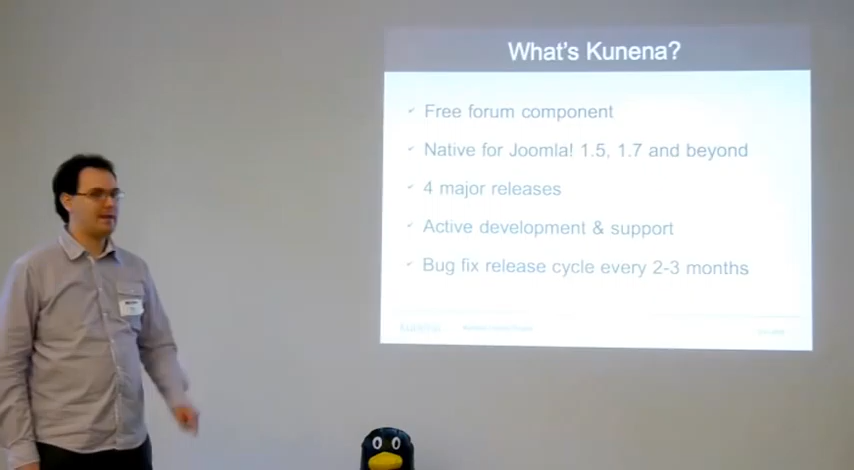 What's Kunena?
Free forum component
Native for Joomla! 1.5, 1.7 and beyond
4 major releases
Active development & support
Bug fix release cycle every 2-3 months